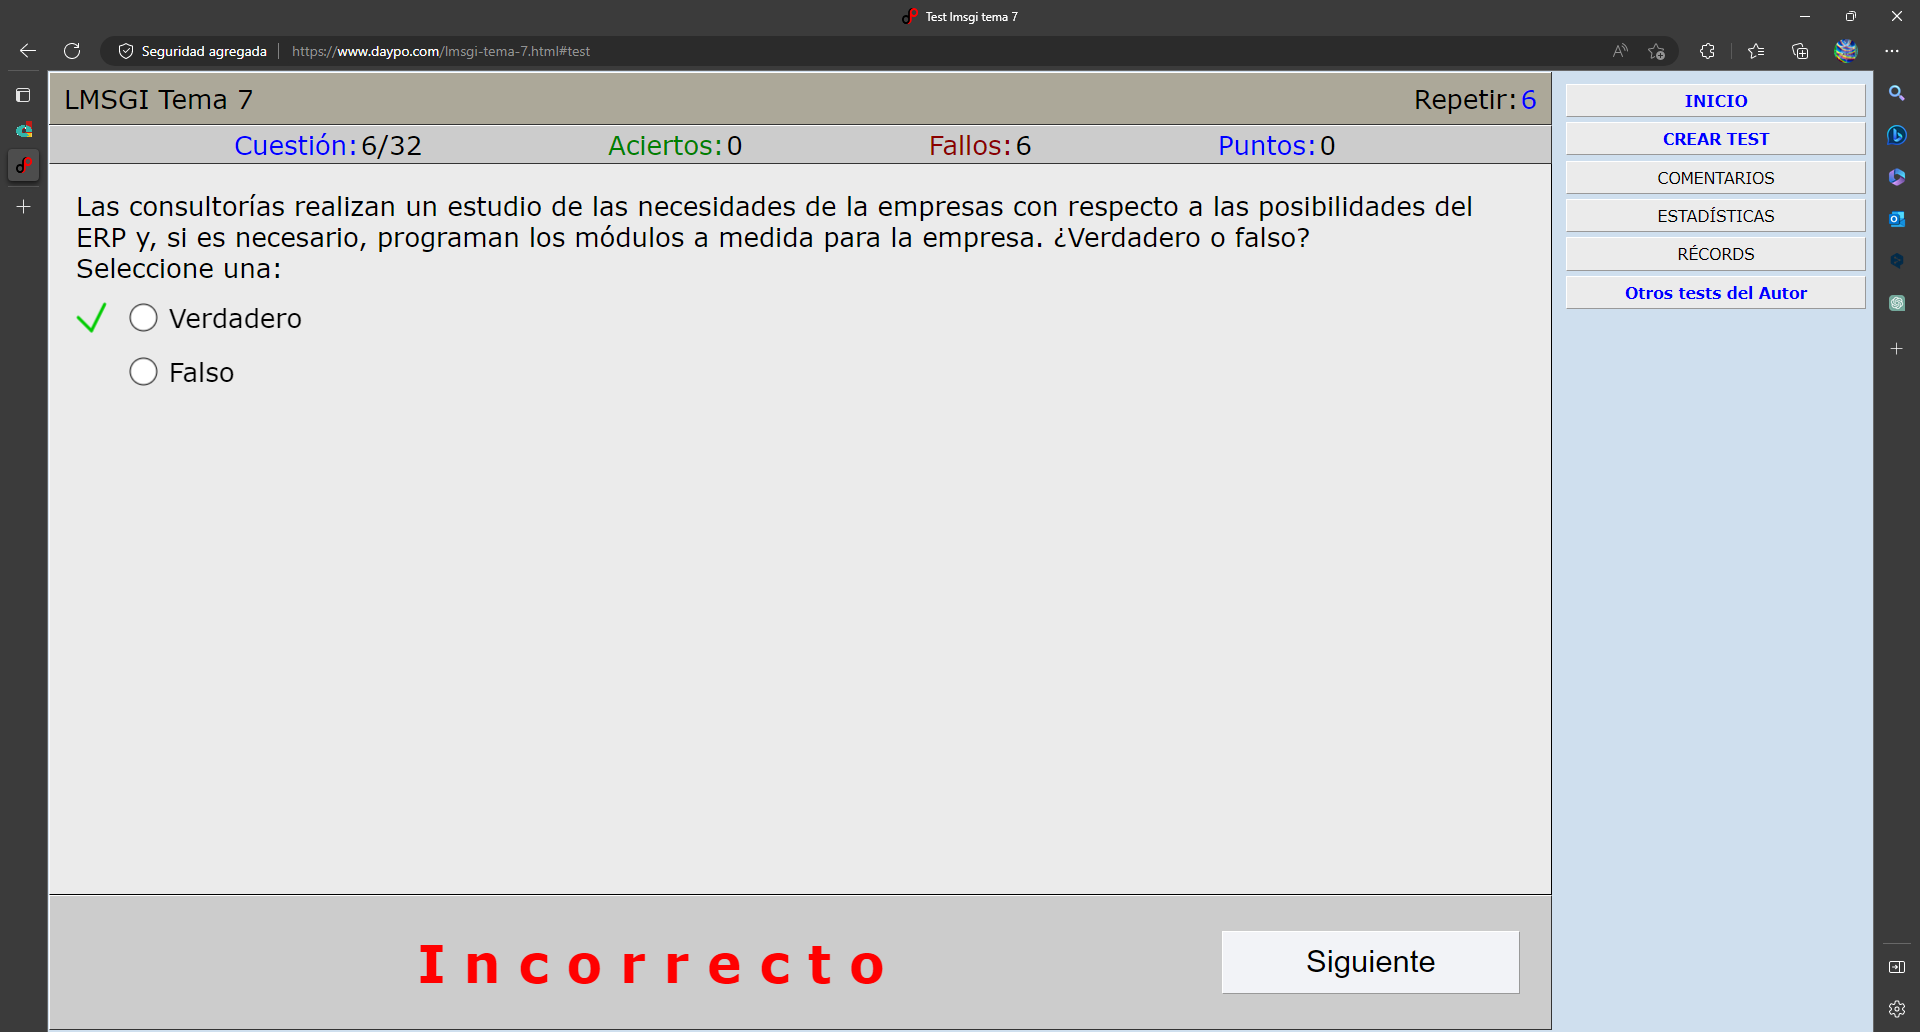 Test lmsgi tema 7
Seguridad agregada
https://www.daypo.com/lmsgi-tema-7.html#test
LMSGI Tema 7
Repetir:6
Cuestión:6/32
Aciertos:0
Fallos:6
Puntos:0
Las consultorías realizan un estudio de las necesidades de la empresas con respecto a las posibilidades del
ERP y, si es necesario, programan los módulos a medida para la empresa. ¿Verdadero o falso?
Seleccione una:
Verdadero
Falso
Incorrecto
Siguiente
INICIO
CREAR TEST
COMENTARIOS
ESTADÍSTICAS
RÉCORDS
Otros tests del Autor